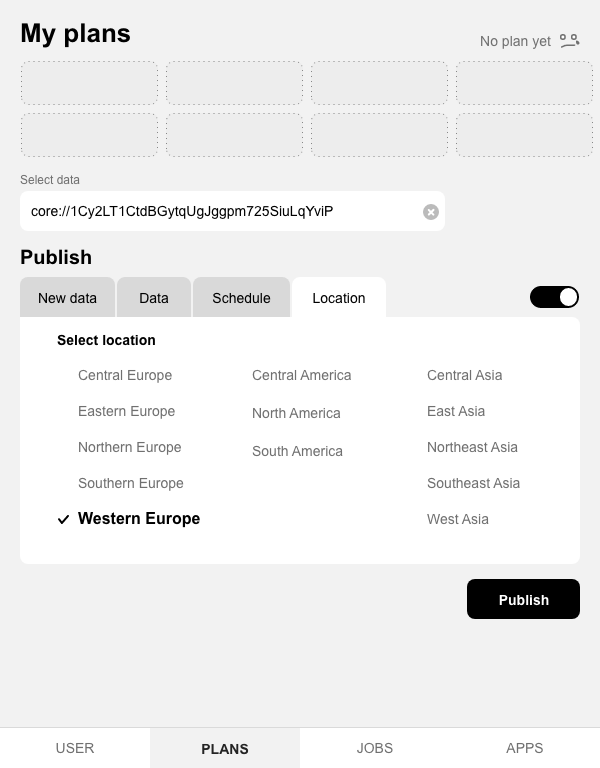 My plans
No plan yet
Select data
core://1Cy2LT1CtdBGytqUgJggpm725SiuLqYviP
Publish
New data
Data
Schedule
Location
Select location
Central Europe
Eastern Europe
Northern Europe
Southern Europe
Western Europe
Central America
North America
South America
Central Asia
East Asia
Northeast Asia
Southeast Asia
West Asia
Publish
USER
PLANS
JOBS
APPS